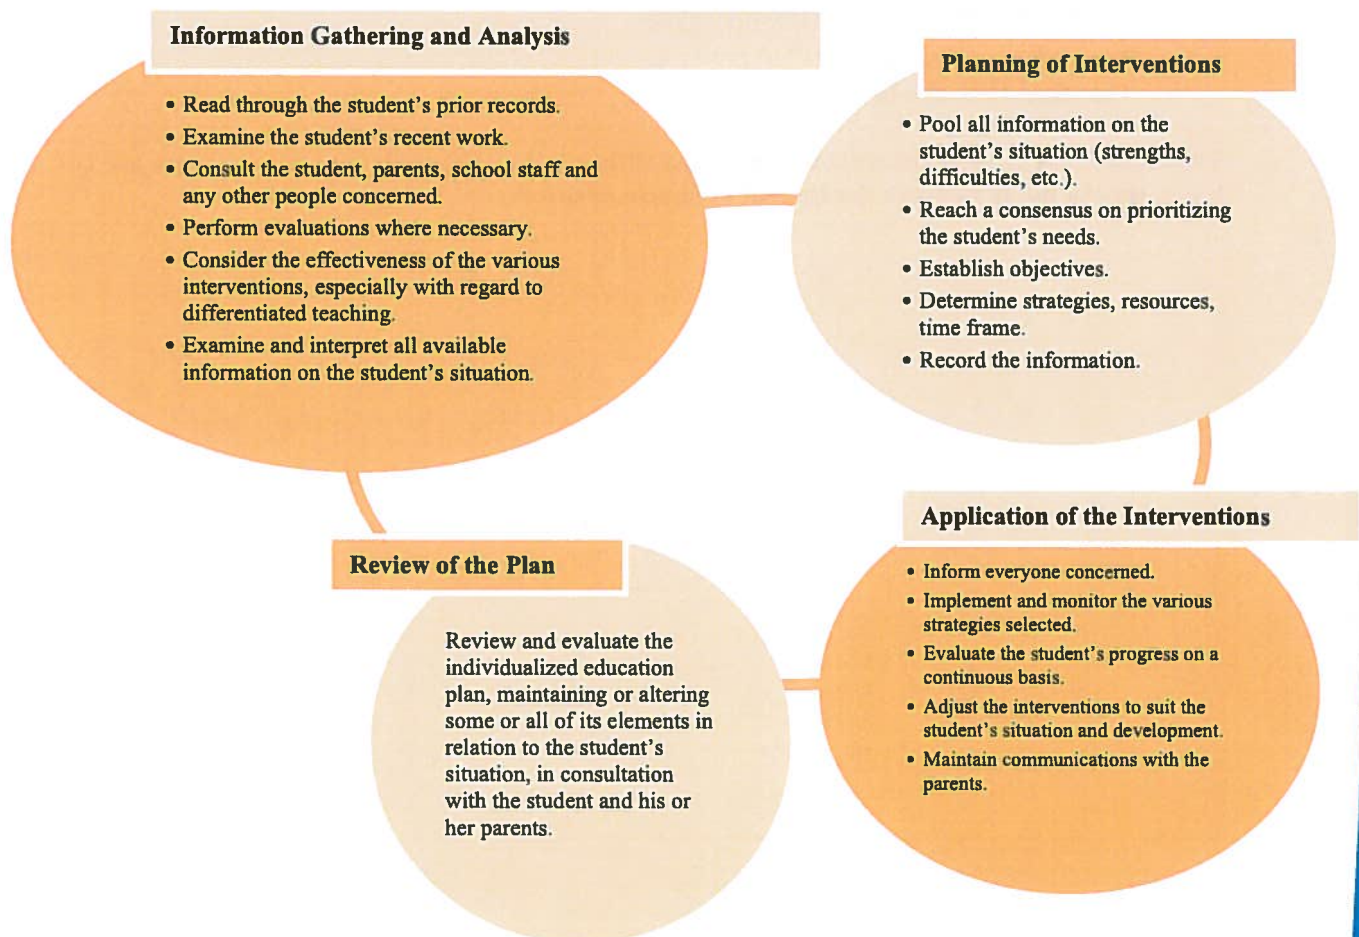 Information Gathering and Analysis
• Read through the student's prior records.
• Examine the student's recent work.
• Consult the student, parents, school staff and
any other people concerned.
• Perform evaluations where necessary.
• Consider the effectiveness of the various
interventions, especially with regard to
differentiated teaching.
• Examine and interpret all available
information on the student's situation.
Planning of Interventions
• Pool all information on the
student's situation (strengths,
difficulties, etc.).
• Reach a consensus on prioritizing
the student's needs.
• Establish objectives.
• Determine strategies, resources,
time frame.
• Record the information.
Application of the Interventions
• Inform everyone concerned.
• Implement and monitor the various
strategies selected.
• Evaluate the student's progress on a
continuous basis.
• Adjust the interventions to suit the
student's situation and development.
• Maintain communications with the
parents.
Review of the Plan
Review and evaluate the
individualized education
plan, maintaining or altering
some or all of its elements in
relation to the student's
situation, in consultation
with the student and his or
her parents.